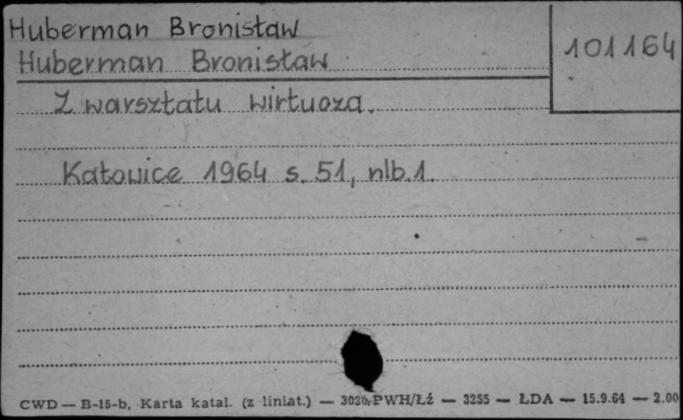 Huberman Bronisław
101164
Huberman Bronisław
Z warsztatu wirtuoza.
Katowice 1964 s. 51, nlb. 1.
CWD — B-15-b, Karta katal. (z liniat.) — 3020, PWH/Łź — 3255 — ŁDA — 15.9.64 — 2.00